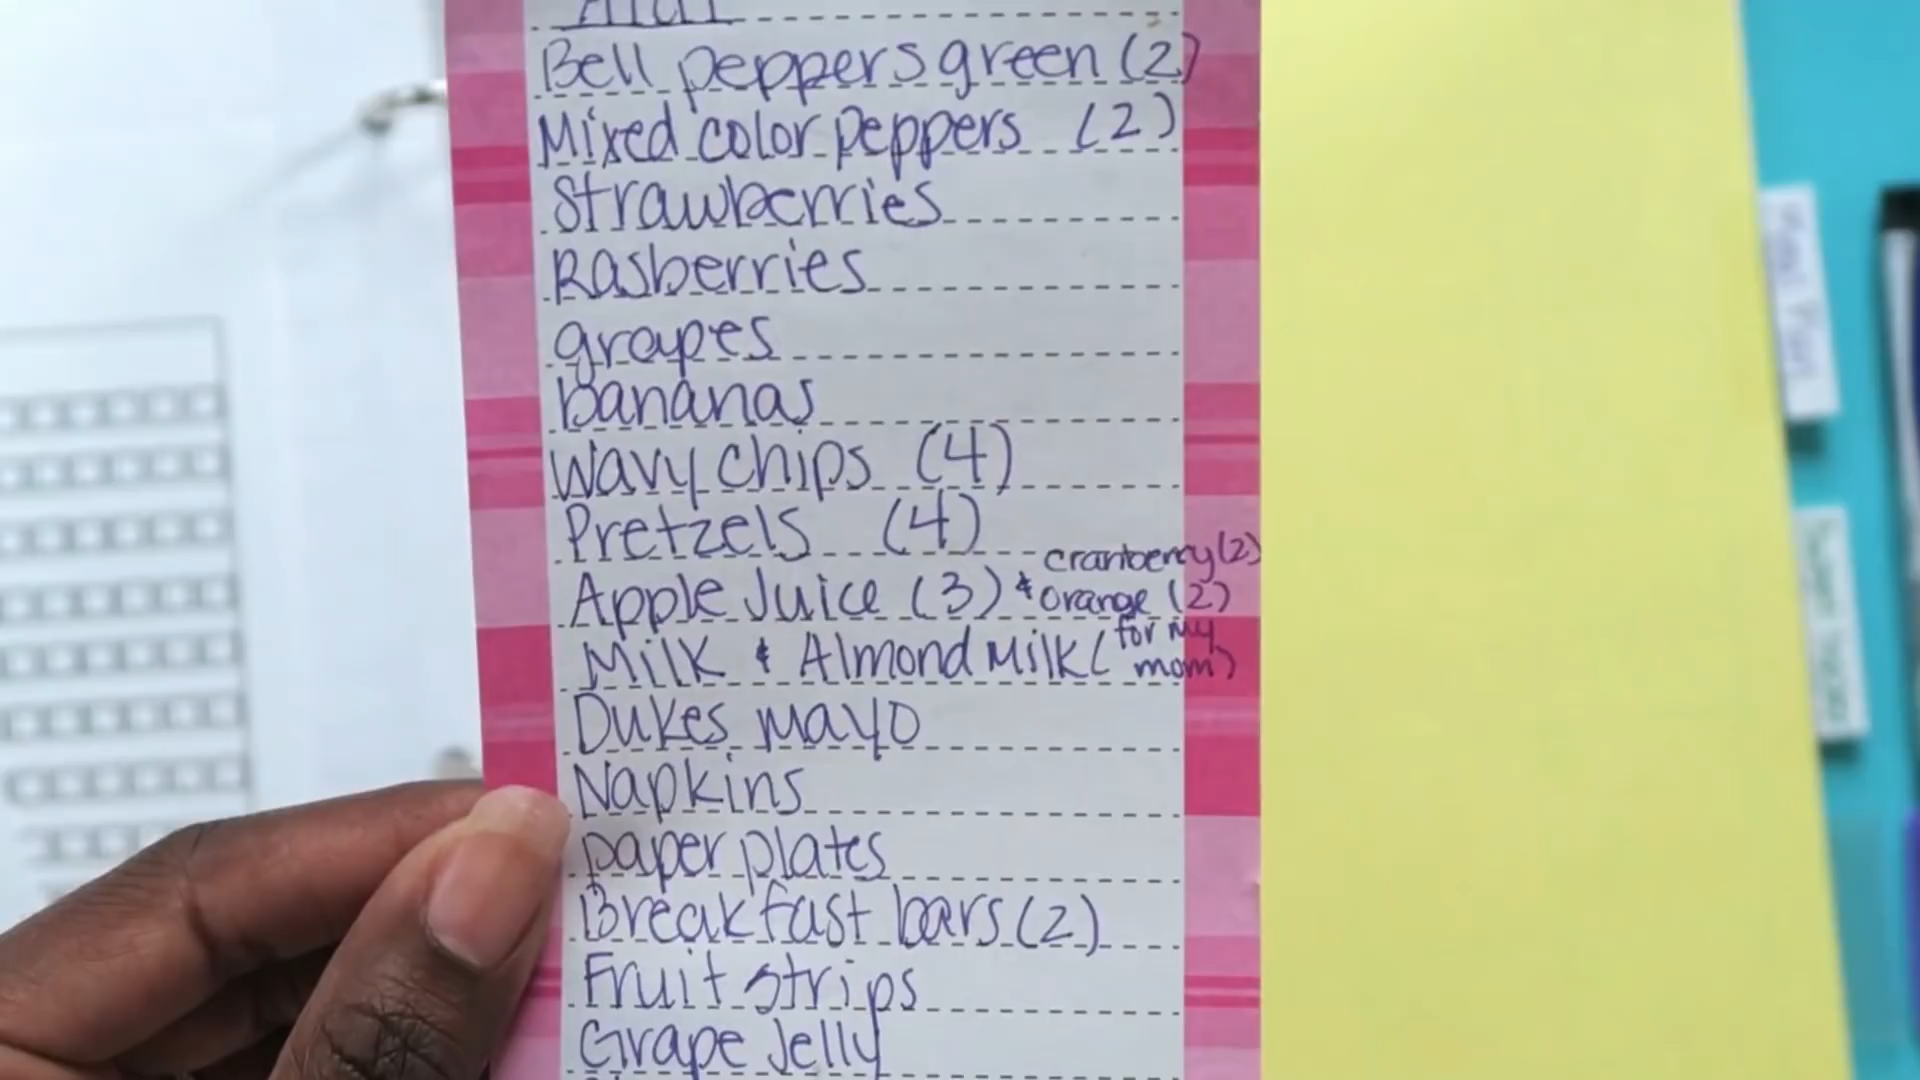 Bell peppers green (2)
Mixed color peppers (2)
Strawberries
Rasberries
grapes
bananas
Wavy chips (4)
Pretzels (4)
cranberry (2)
Apple Juice (3) & orange (2)
Milk & Almond Milk (for my mom)
Dukes mayo
Napkins
paper plates
Breakfast bars (2)
Fruit strips
Grape Jelly